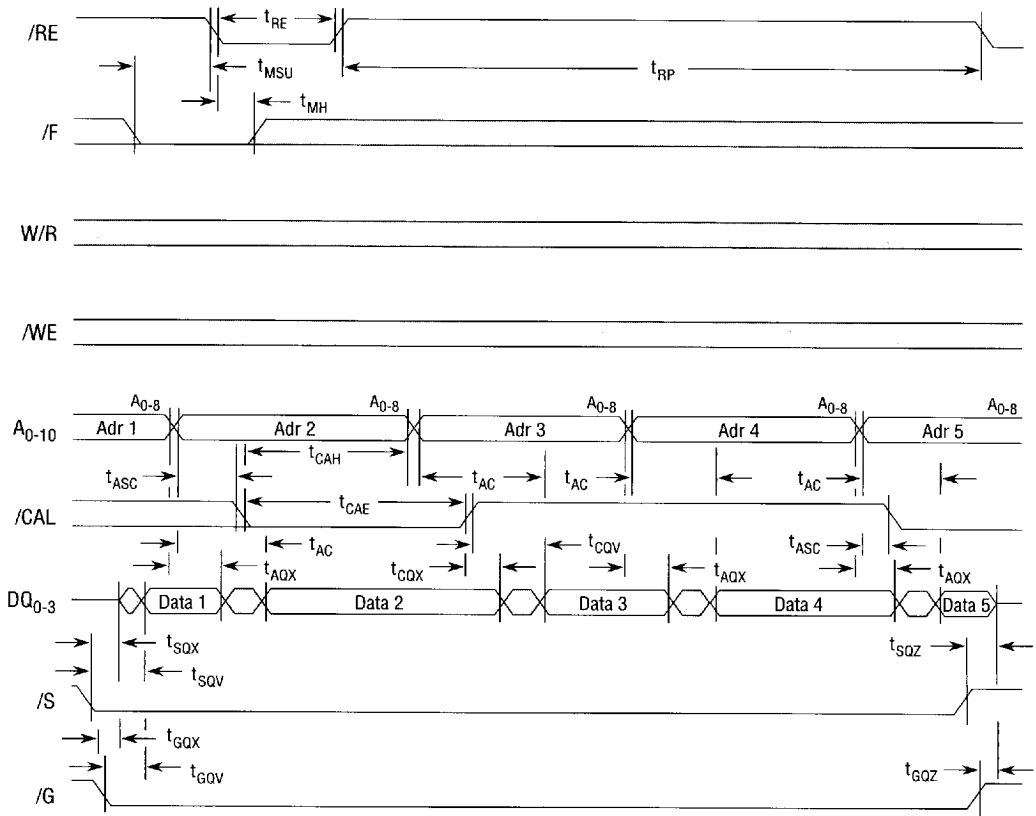 /RE
t_RE
t_MSU
t_RP
t_MH
/F
W/R
/WE
A_0-8 A_0-8 A_0-8 A_0-8 A_0-8
A_0-10 Adr 1 Adr 2 Adr 3 Adr 4 Adr 5
t_CAH
t_ASC t_AC t_AC t_AC
/CAL t_CAE
t_AC t_CQV t_ASC
t_AQX t_CQX t_AQX t_AQX
DQ_0-3 Data 1 Data 2 Data 3 Data 4 Data 5
t_SQX t_SQZ
t_SQV
/S
t_GQX
t_GQV t_GQZ
/G